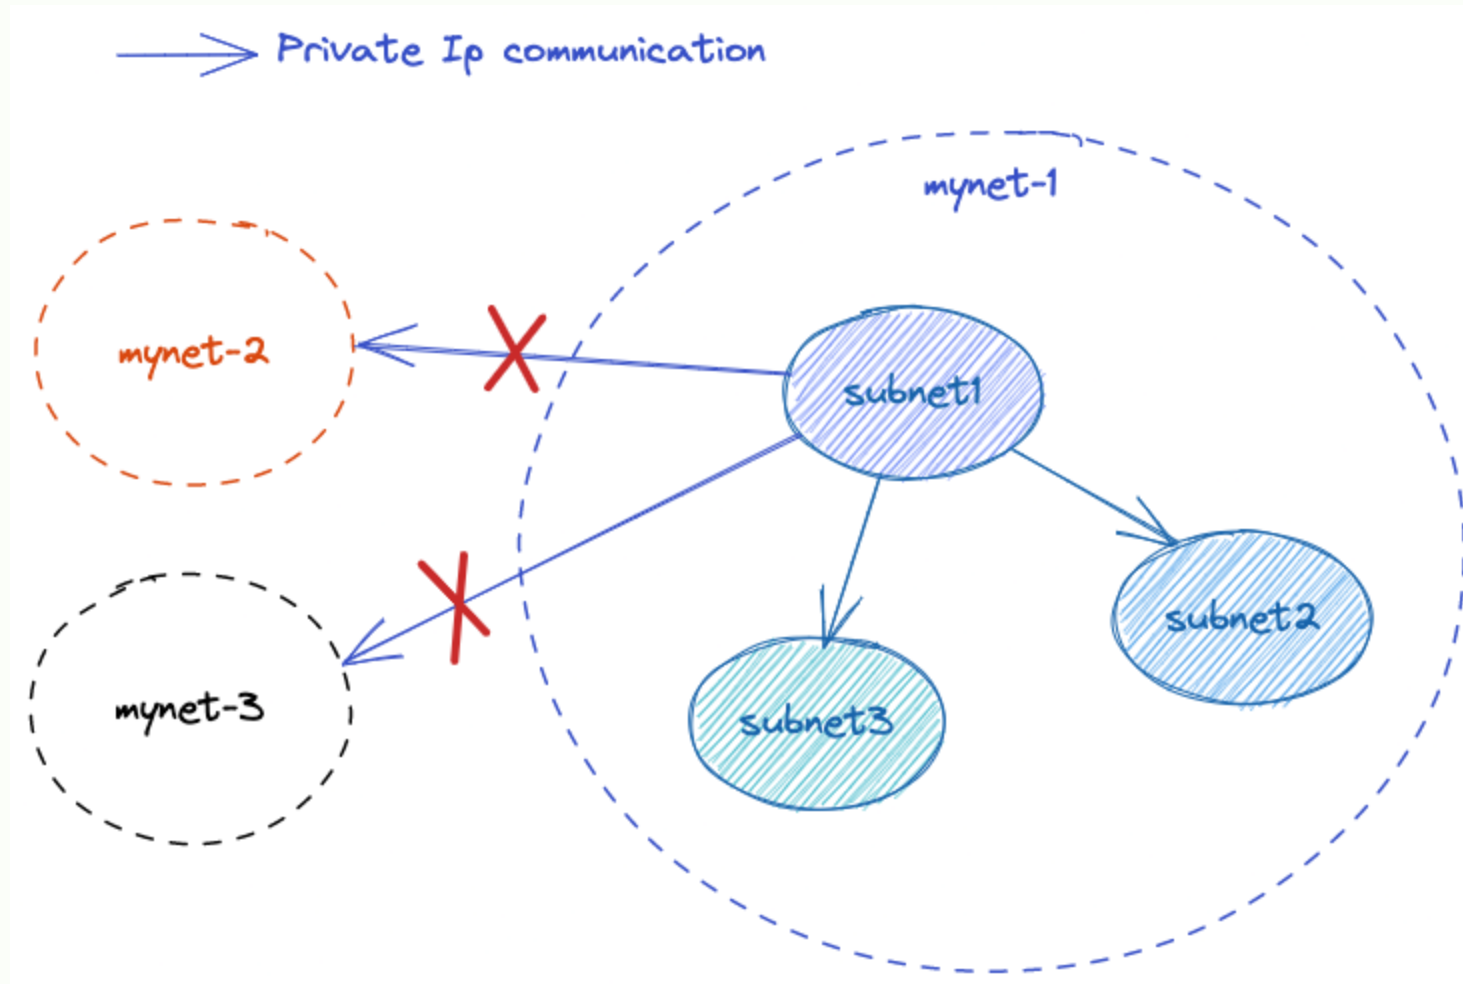 Private Ip communication
mynet-1
mynet-2
subnet1
subnet2
mynet-3
subnet3